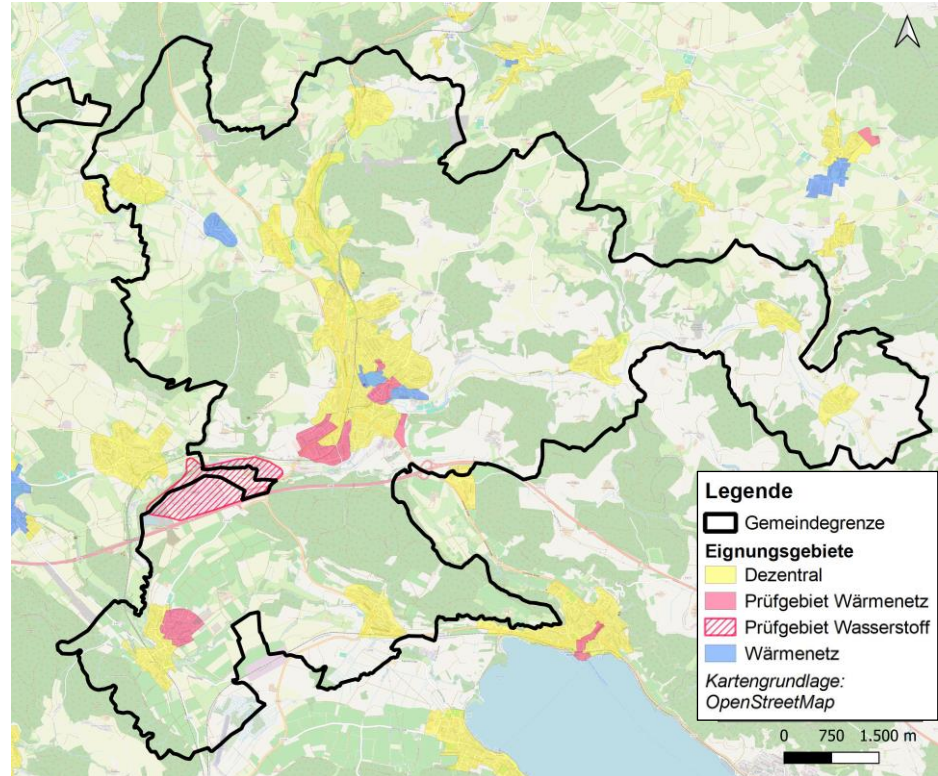 Legende
Gemeindegrenze
Eignungsgebiete
Dezentral
Prüfgebiet Wärmenetz
Prüfgebiet Wasserstoff
Wärmenetz
Kartengrundlage:
OpenStreetMap
0 750 1.500 m